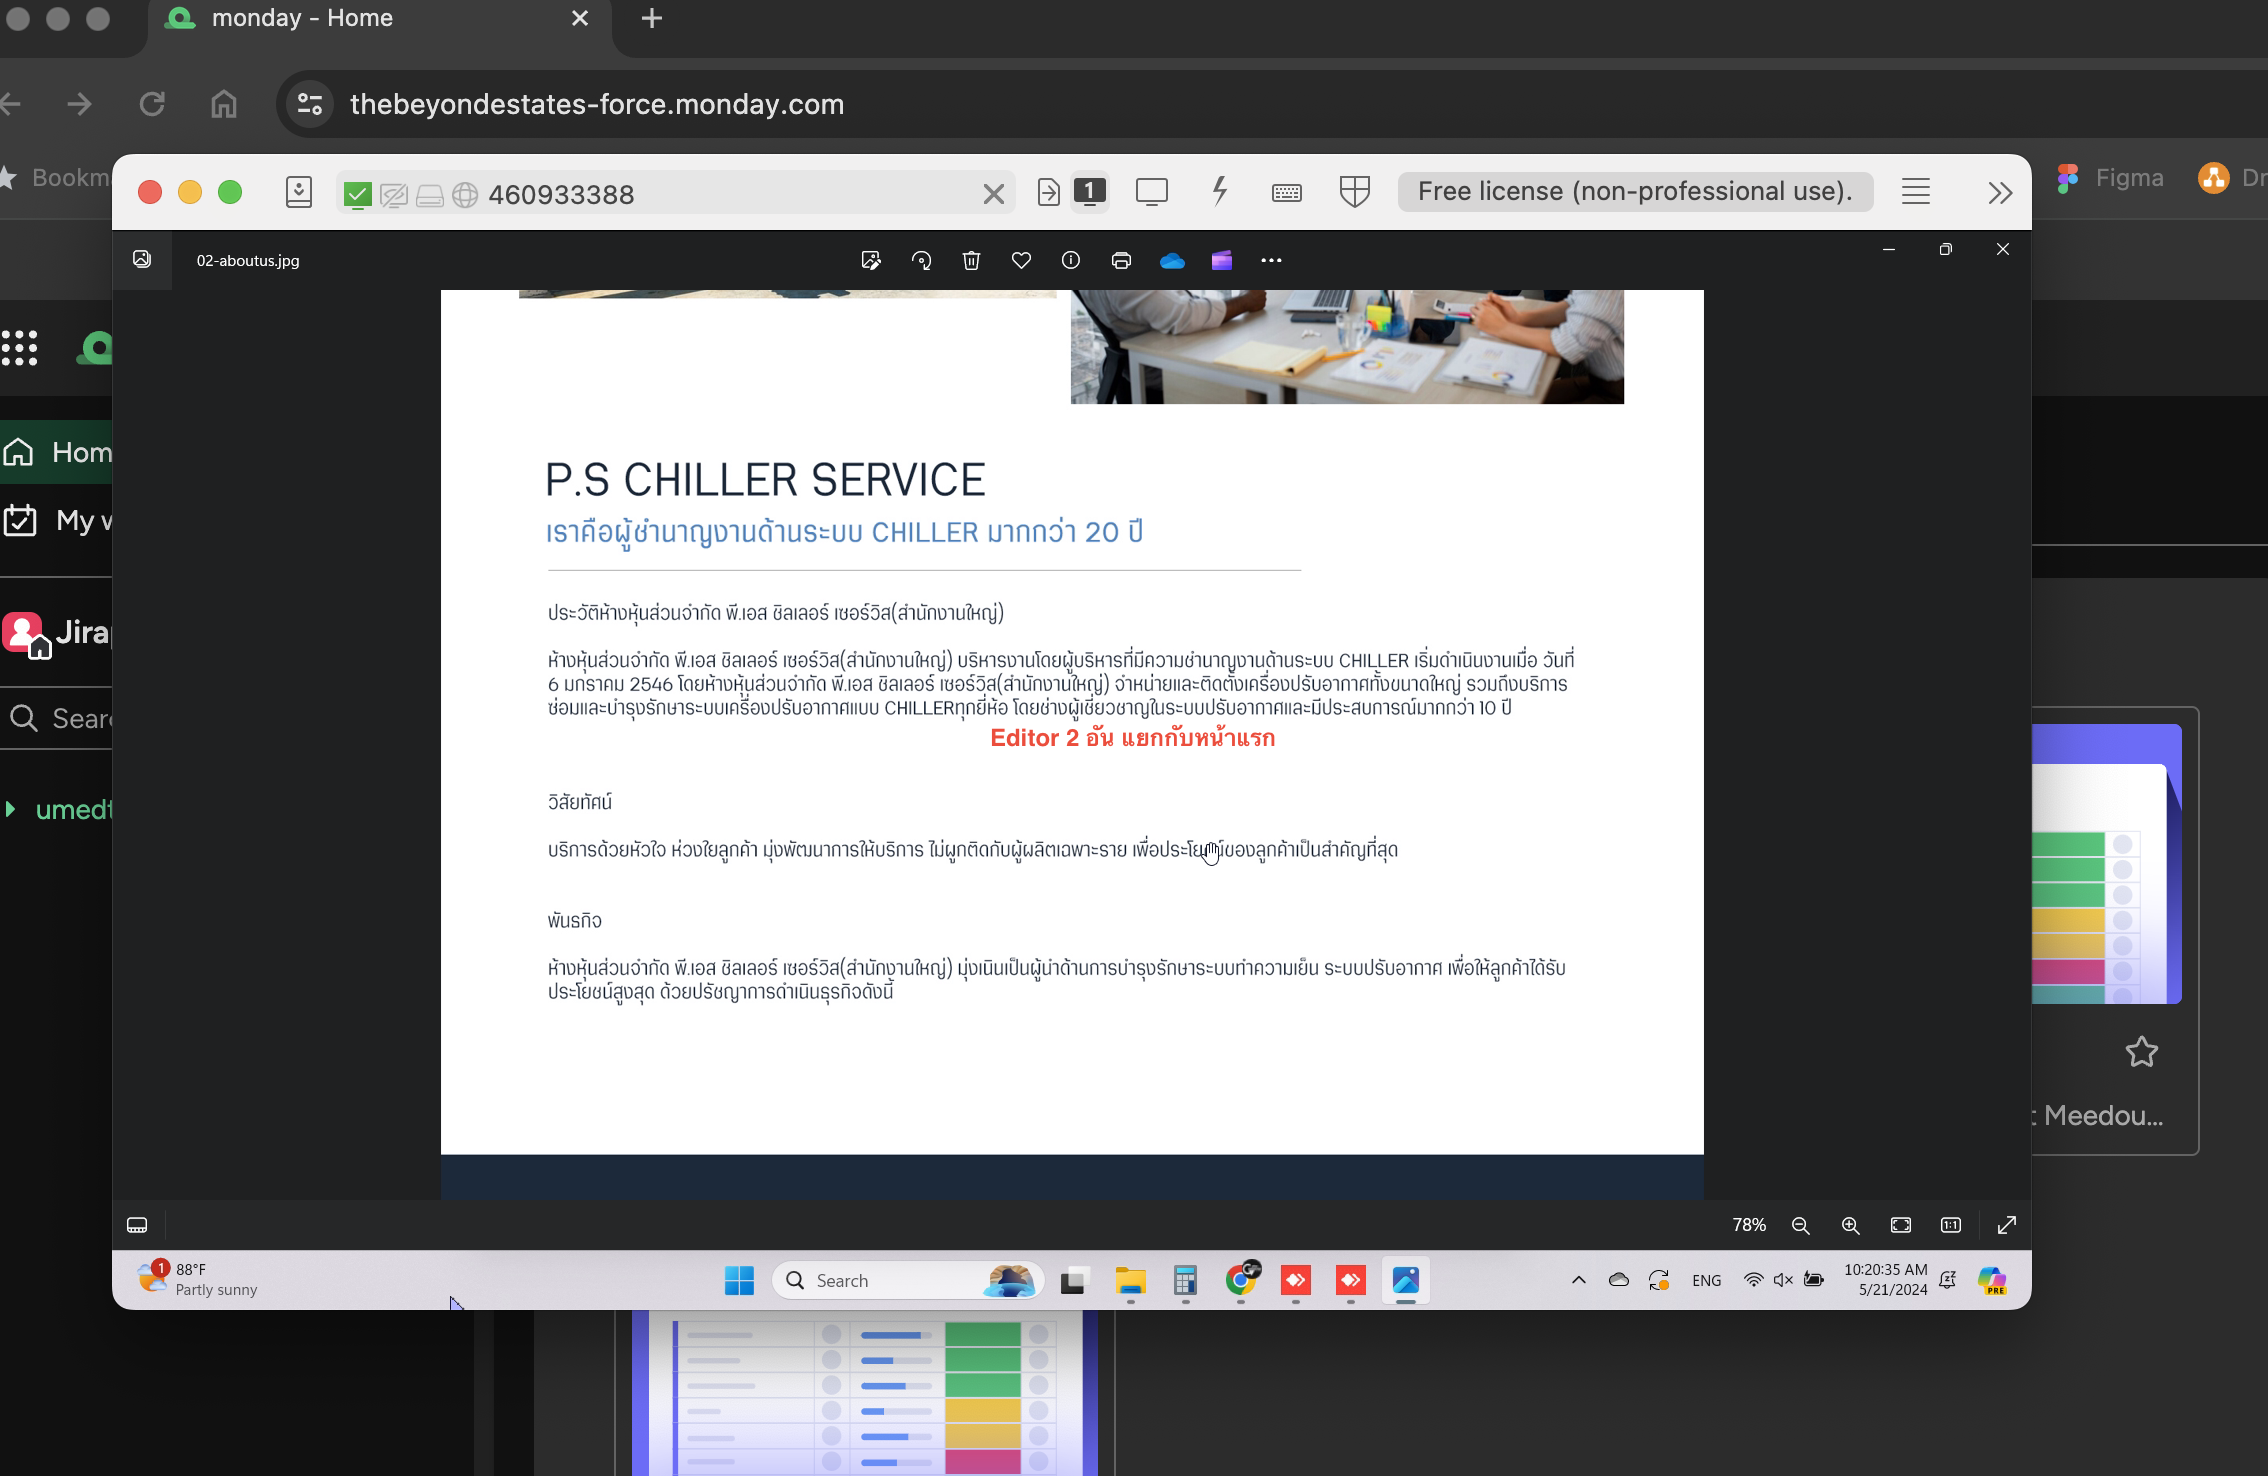 monday - Home
thebeyondestates-force.monday.com
Figma
460933388
1
Free license (non-professional use).
02-aboutus.jpg
P.S CHILLER SERVICE
เราคือผู้ชำนาญงานด้านระบบ CHILLER มากกว่า 20 ปี
ประวัติห้างหุ้นส่วนจำกัด พี.เอส ชิลเลอร์ เซอร์วิส(สำนักงานใหญ่)
ห้างหุ้นส่วนจำกัด พี.เอส ชิลเลอร์ เซอร์วิส(สำนักงานใหญ่) บริหารงานโดยผู้บริหารที่มีความชำนาญงานด้านระบบ CHILLER เริ่มดำเนินงานเมื่อ วันที่
6 มกราคม 2546 โดยห้างหุ้นส่วนจำกัด พี.เอส ชิลเลอร์ เซอร์วิส(สำนักงานใหญ่) จำหน่ายและติดตั้งเครื่องปรับอากาศทั้งขนาดใหญ่ รวมถึงบริการ
ซ่อมและบำรุงรักษาระบบเครื่องปรับอากาศแบบ CHILLERทุกยี่ห้อ โดยช่างผู้เชี่ยวชาญในระบบปรับอากาศและมีประสบการณ์มากกว่า 10 ปี
Editor 2 อัน แยกกับหน้าแรก
วิสัยทัศน์
บริการด้วยหัวใจ ห่วงใยลูกค้า มุ่งพัฒนาการให้บริการ ไม่ผูกติดกับผู้ผลิตเฉพาะราย เพื่อประโยชน์ของลูกค้าเป็นสำคัญที่สุด
พันธกิจ
ห้างหุ้นส่วนจำกัด พี.เอส ชิลเลอร์ เซอร์วิส(สำนักงานใหญ่) มุ่งเนินเป็นผู้นำด้านการบำรุงรักษาระบบทำความเย็น ระบบปรับอากาศ เพื่อให้ลูกค้าได้รับ
ประโยชน์สูงสุด ด้วยปรัชญาการดำเนินธุรกิจดังนี้
Meedou...
78%
1:1
1
88°F
Partly sunny
Search
ENG
10:20:35 AM
5/21/2024
PRE